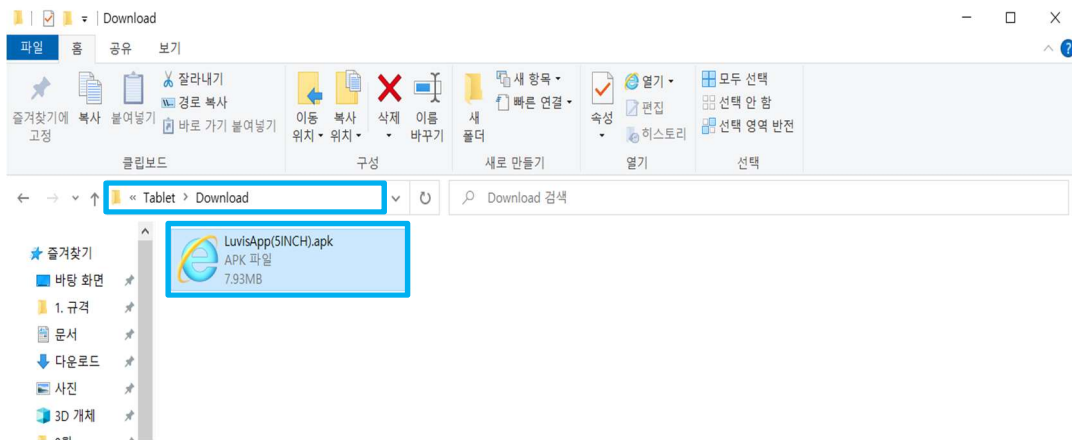 Download
파일 홈 공유 보기
즐겨찾기에 고정
복사
붙여넣기
잘라내기
경로 복사
바로 가기 붙여넣기
클립보드
이동 위치
복사 위치
삭제
이름 바꾸기
구성
새 폴더
새 항목
빠른 연결
새로 만들기
속성
열기
편집
히스토리
열기
모두 선택
선택 안 함
선택 영역 반전
선택
« Tablet > Download
Download 검색
즐겨찾기
바탕 화면
1. 규격
문서
다운로드
사진
3D 개체
LuvisApp(5INCH).apk
APK 파일
7.93MB